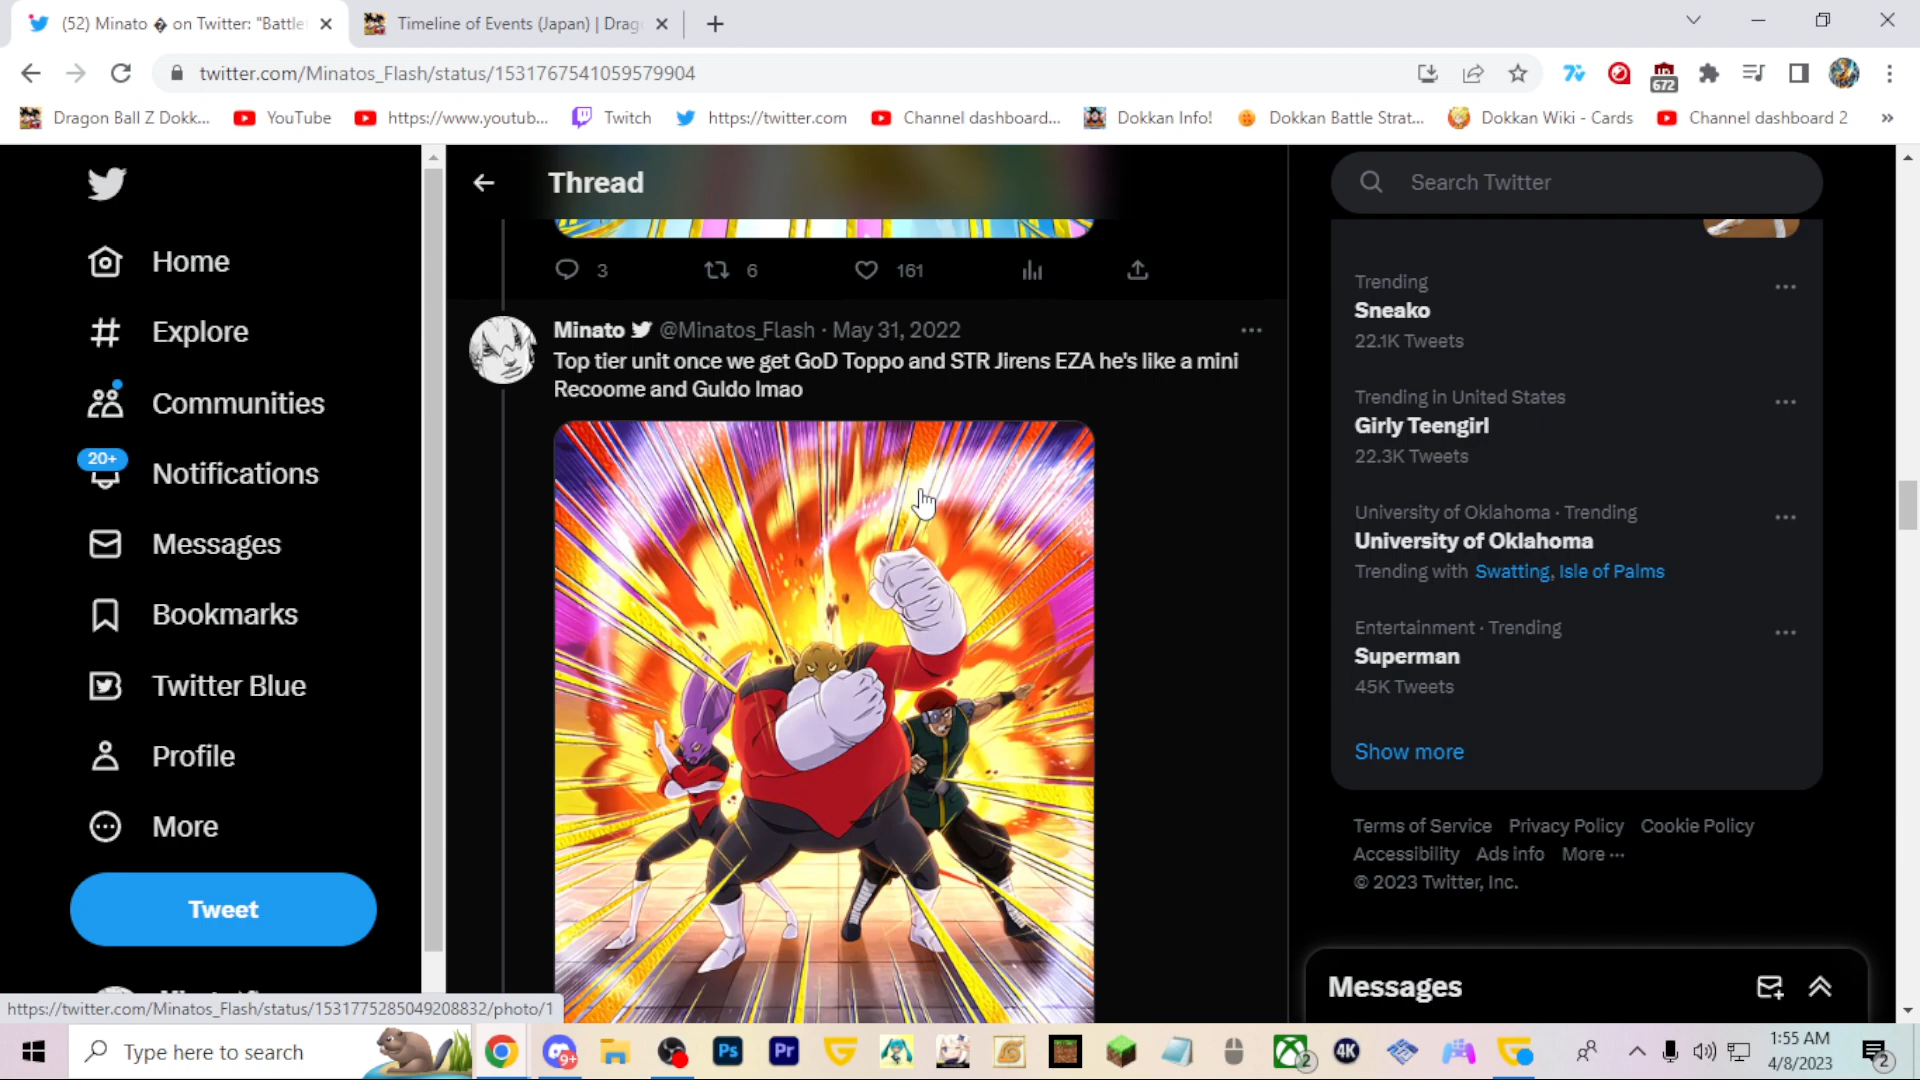 (52) Minato � on Twitter: "Battle
Timeline of Events (Japan) | Drag
twitter.com/Minatos_Flash/status/1531767541059579904
672
Dragon Ball Z Dokk...
YouTube
https://www.youtub...
Twitch
https://twitter.com
Channel dashboard...
Dokkan Info!
Dokkan Battle Strat...
Dokkan Wiki - Cards
Channel dashboard 2
»
Home
Explore
Communities
20+
Notifications
Messages
Bookmarks
Twitter Blue
Profile
More
Tweet
https://twitter.com/Minatos_Flash/status/1531775285049208832/photo/1
Thread
3
6
161
Minato @Minatos_Flash · May 31, 2022
Top tier unit once we get GoD Toppo and STR Jirens EZA he's like a mini
Recoome and Guldo lmao
Search Twitter
Trending
Sneako
22.1K Tweets
Trending in United States
Girly Teengirl
22.3K Tweets
University of Oklahoma · Trending
University of Oklahoma
Trending with Swatting, Isle of Palms
Entertainment · Trending
Superman
45K Tweets
Show more
Terms of Service Privacy Policy Cookie Policy
Accessibility Ads info More ···
© 2023 Twitter, Inc.
Messages
Type here to search
9+
Ps
Pr
2
4K
1:55 AM
4/8/2023
2